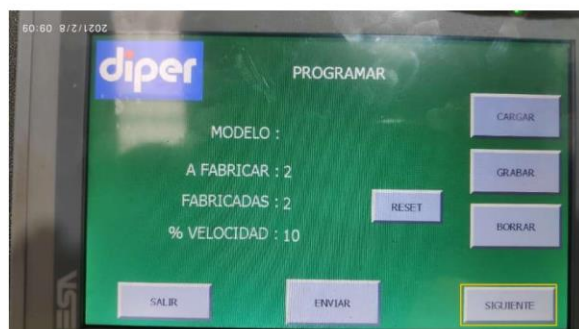 2021/2/8 09:09
diper
PROGRAMAR
MODELO :
CARGAR
A FABRICAR : 2
GRABAR
FABRICADAS : 2
RESET
% VELOCIDAD : 10
BORRAR
SALIR
ENVIAR
SIGUIENTE
ESA